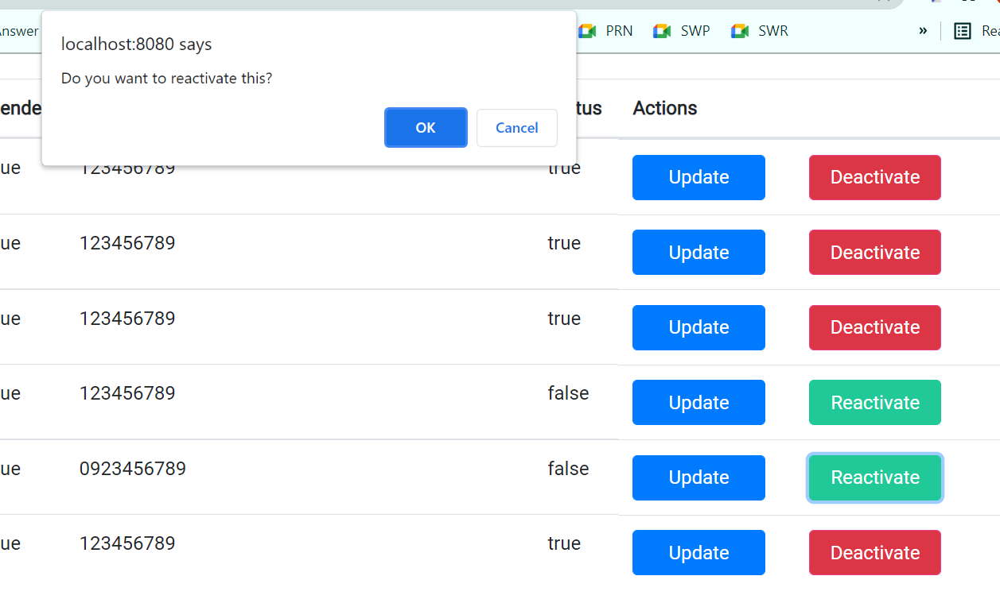 nswer
PRN SWP SWR » Rea
localhost:8080 says
Do you want to reactivate this?
OK Cancel
ende tus Actions
ue 123456789 true Update Deactivate
ue 123456789 true Update Deactivate
ue 123456789 true Update Deactivate
ue 123456789 false Update Reactivate
ue 0923456789 false Update Reactivate
ue 123456789 true Update Deactivate